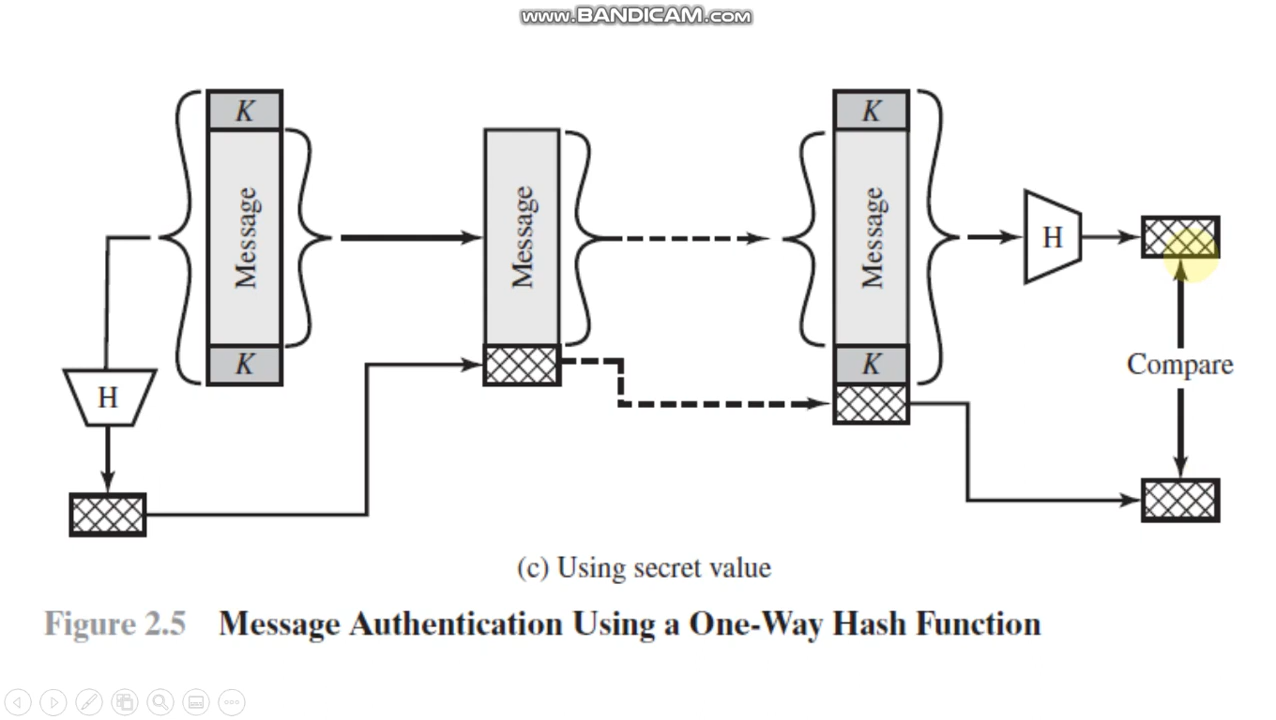 www.BANDICAM.com
K
Message
K
H
Message
K
Message
K
H
Compare
(c) Using secret value
Figure 2.5 Message Authentication Using a One-Way Hash Function